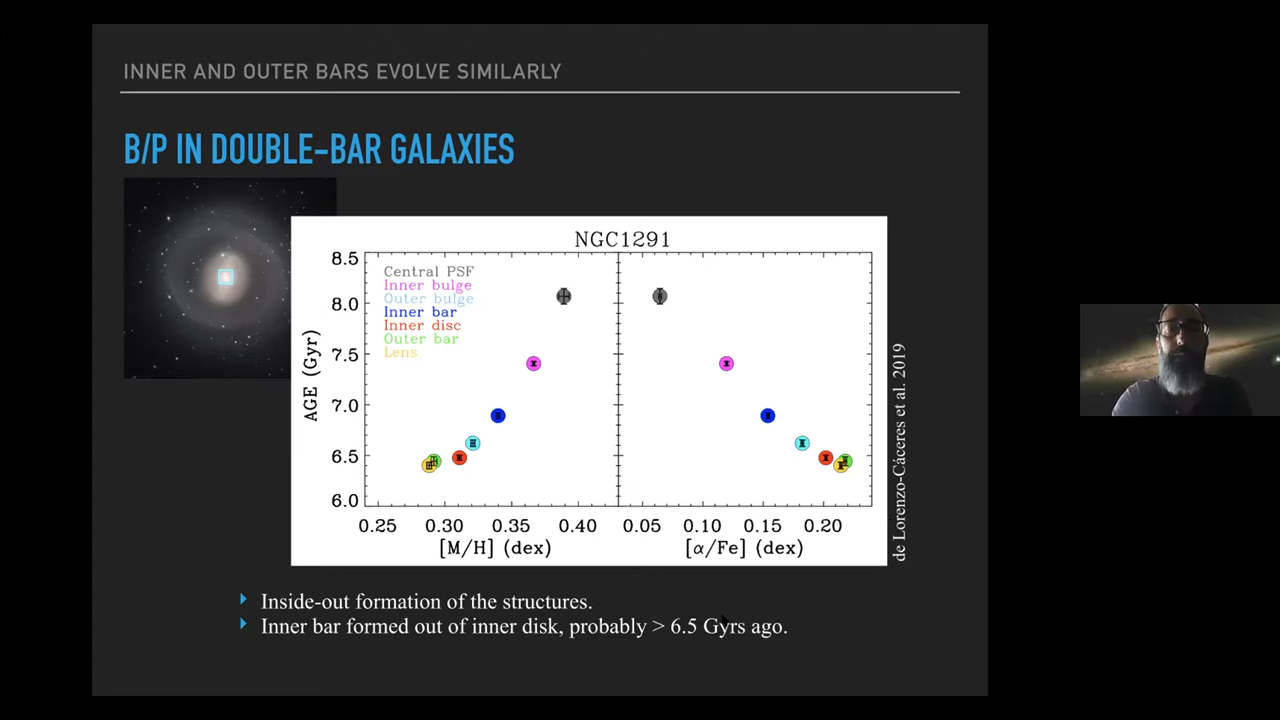 INNER AND OUTER BARS EVOLVE SIMILARLY
B/P IN DOUBLE-BAR GALAXIES
NGC1291
Central PSF
Inner bulge
Outer bulge
Inner bar
Inner disc
Outer bar
Lens
8.5
8.0
7.5
7.0
6.5
6.0
AGE (Gyr)
0.25 0.30 0.35 0.40 0.05 0.10 0.15 0.20
[M/H] (dex) [α/Fe] (dex)
de Lorenzo-Cáceres et al. 2019
Inside-out formation of the structures.
Inner bar formed out of inner disk, probably > 6.5 Gyrs ago.